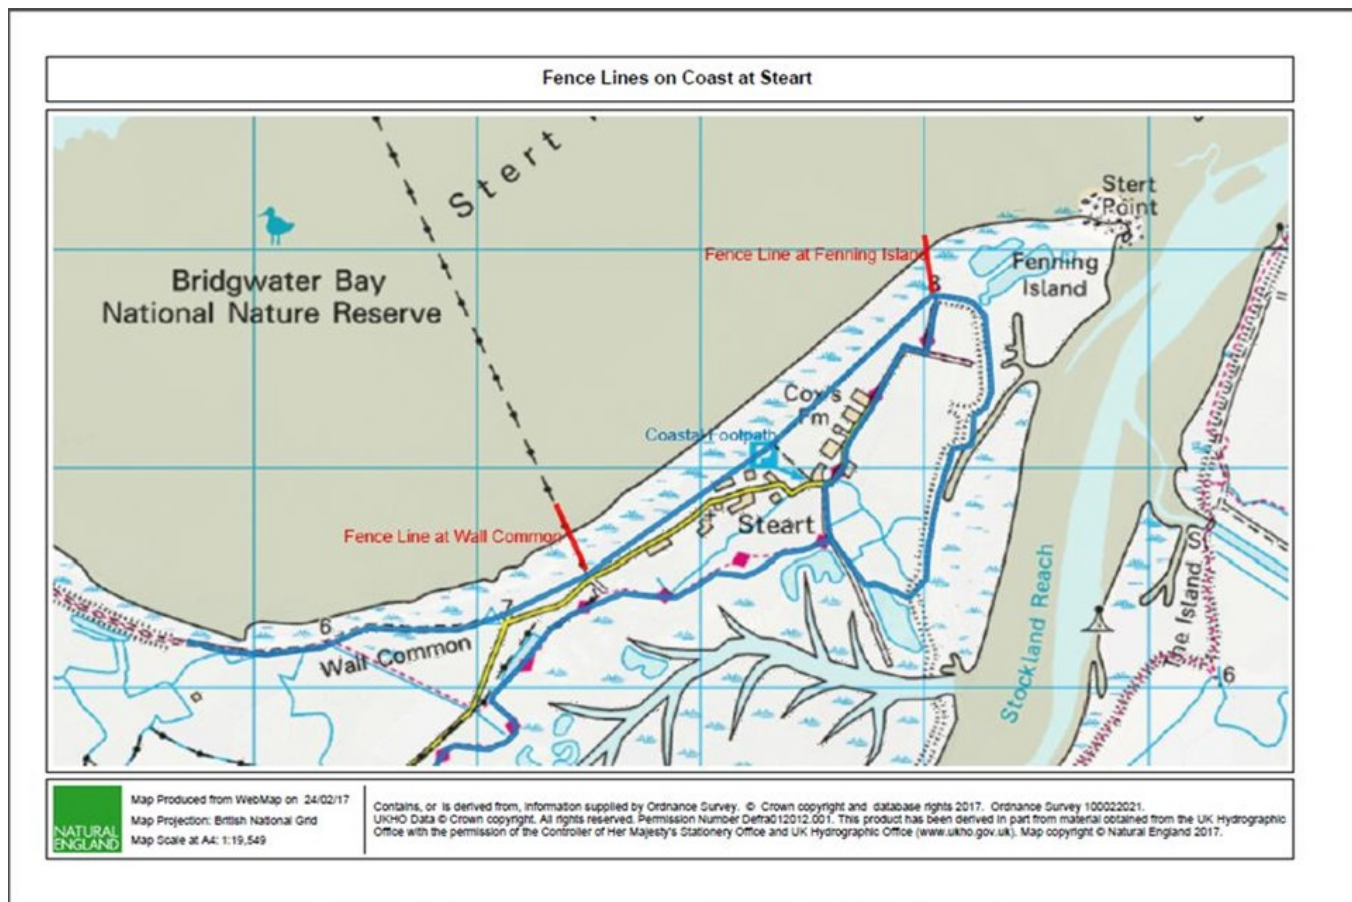 Fence Lines on Coast at Steart
Stert
Stert
Point
Fence Line at Fenning Island
Fenning
Island
8
Bridgwater Bay
National Nature Reserve
Cox's
Fm
Coastal Footpath
P
Steart
Fence Line at Wall Common
7
6
Wall Common
Stockland Reach
The Island
S
6
NATURAL
ENGLAND
Map Produced from WebMap on 24/02/17
Map Projection: British National Grid
Map Scale at A4: 1:19,549
Contains, or is derived from, information supplied by Ordnance Survey. © Crown copyright and database rights 2017. Ordnance Survey 100022021.
UKHO Data © Crown copyright. All rights reserved. Permission Number Defra012012.001. This product has been derived in part from material obtained from the UK Hydrographic
Office with the permission of the Controller of Her Majesty's Stationery Office and UK Hydrographic Office (www.ukho.gov.uk). Map copyright © Natural England 2017.